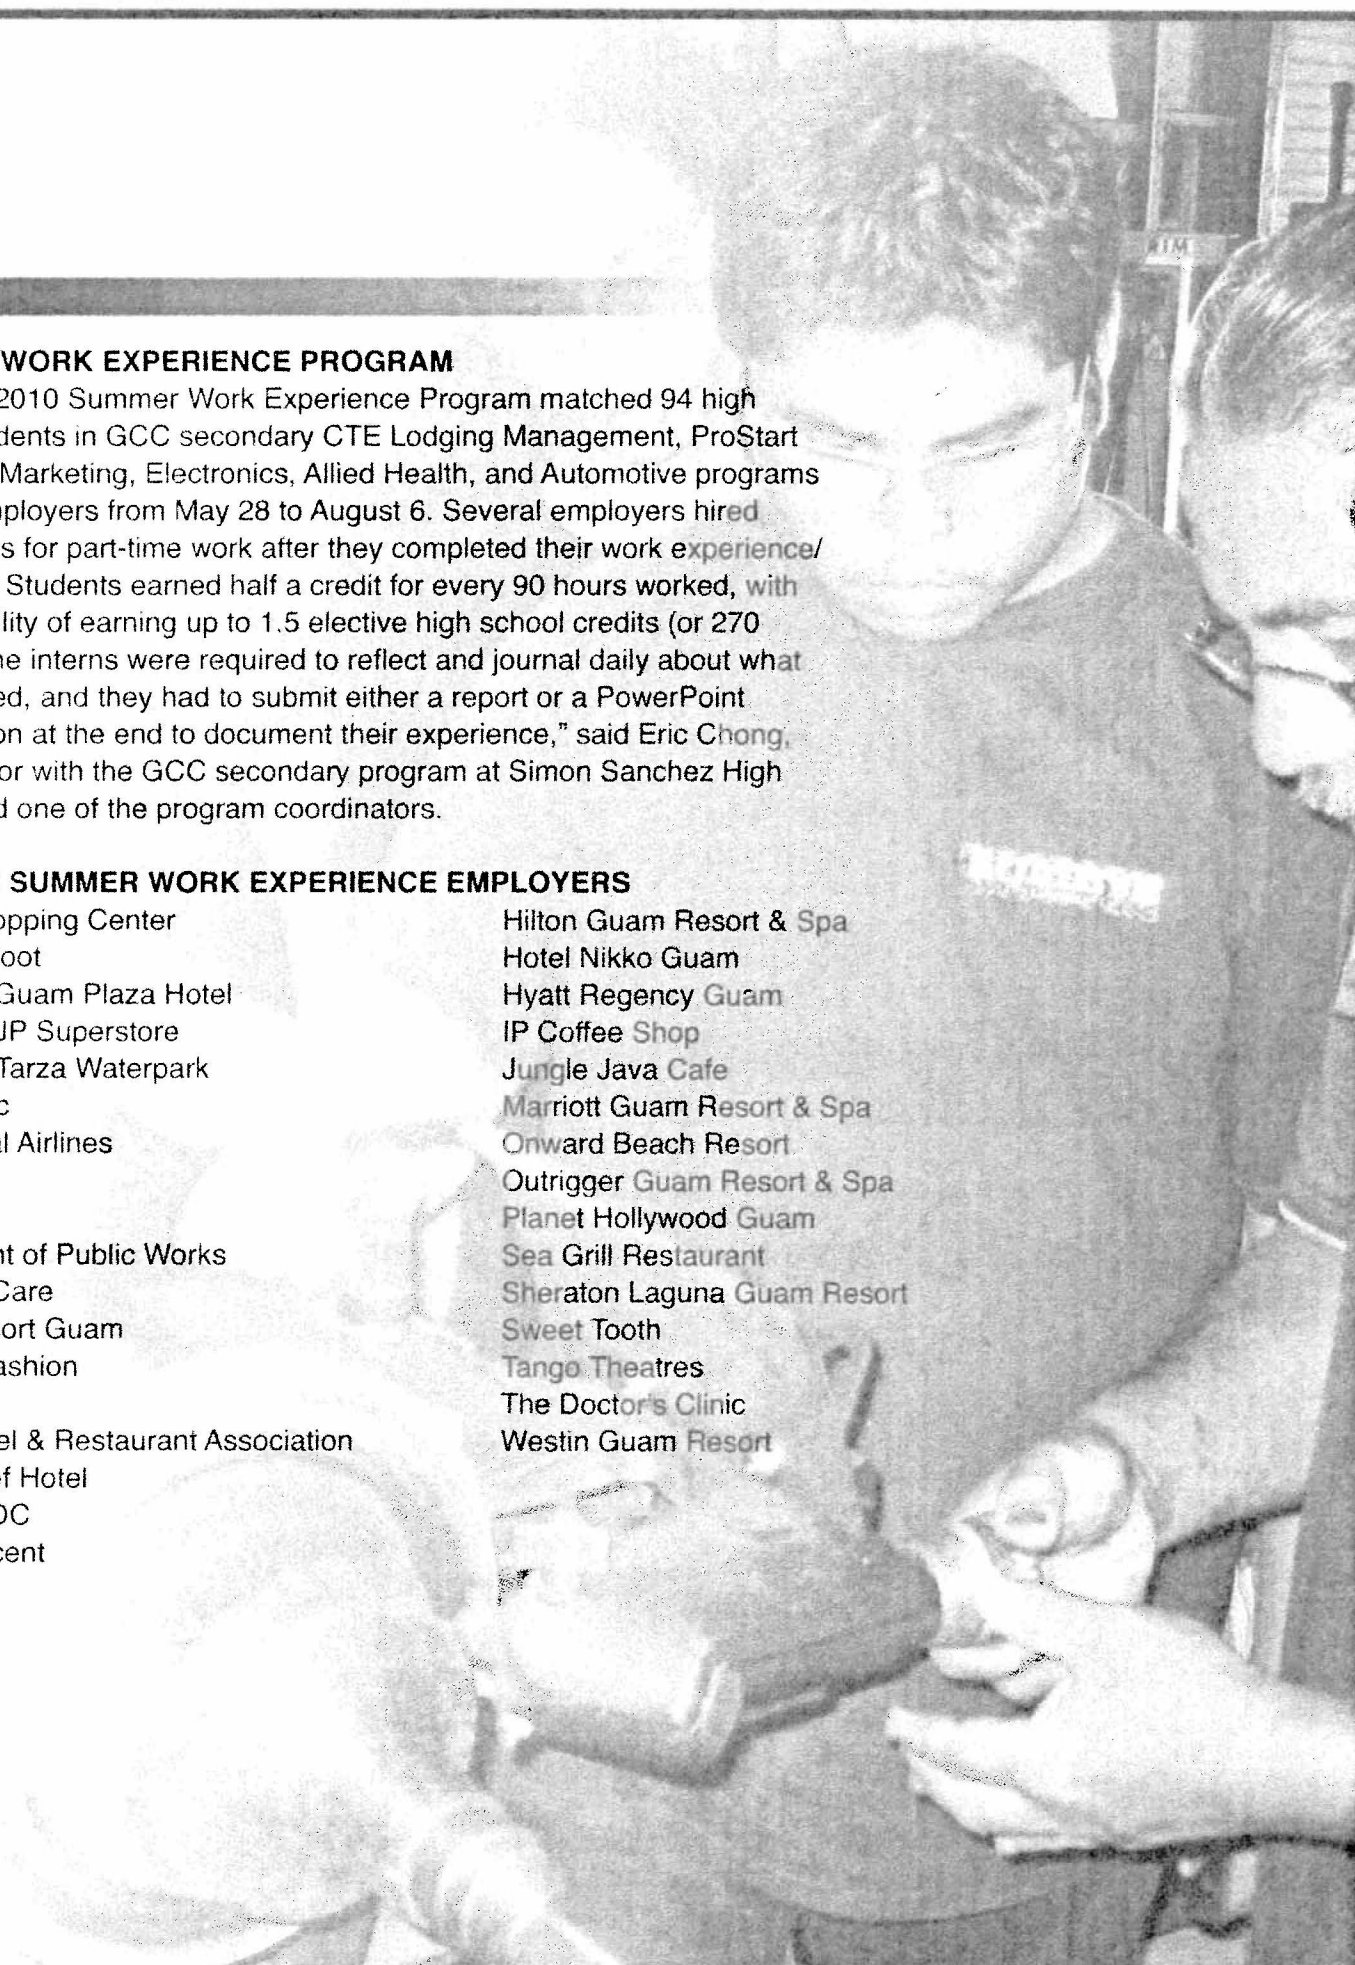 WORK EXPERIENCE PROGRAM
2010 Summer Work Experience Program matched 94 high
dents in GCC secondary CTE Lodging Management, ProStart
Marketing, Electronics, Allied Health, and Automotive programs
ployers from May 28 to August 6. Several employers hired
s for part-time work after they completed their work experience/
Students earned half a credit for every 90 hours worked, with
lity of earning up to 1.5 elective high school credits (or 270
ne interns were required to reflect and journal daily about what
ed, and they had to submit either a report or a PowerPoint
on at the end to document their experience," said Eric Chong,
or with the GCC secondary program at Simon Sanchez High
d one of the program coordinators.
SUMMER WORK EXPERIENCE EMPLOYERS
opping Center
oot
Guam Plaza Hotel
JP Superstore
Tarza Waterpark
c
l Airlines
nt of Public Works
Care
ort Guam
ashion
el & Restaurant Association
ef Hotel
OC
cent
Hilton Guam Resort & Spa
Hotel Nikko Guam
Hyatt Regency Guam
IP Coffee Shop
Jungle Java Cafe
Marriott Guam Resort & Spa
Onward Beach Resort
Outrigger Guam Resort & Spa
Planet Hollywood Guam
Sea Grill Restaurant
Sheraton Laguna Guam Resort
Sweet Tooth
Tango Theatres
The Doctor's Clinic
Westin Guam Resort